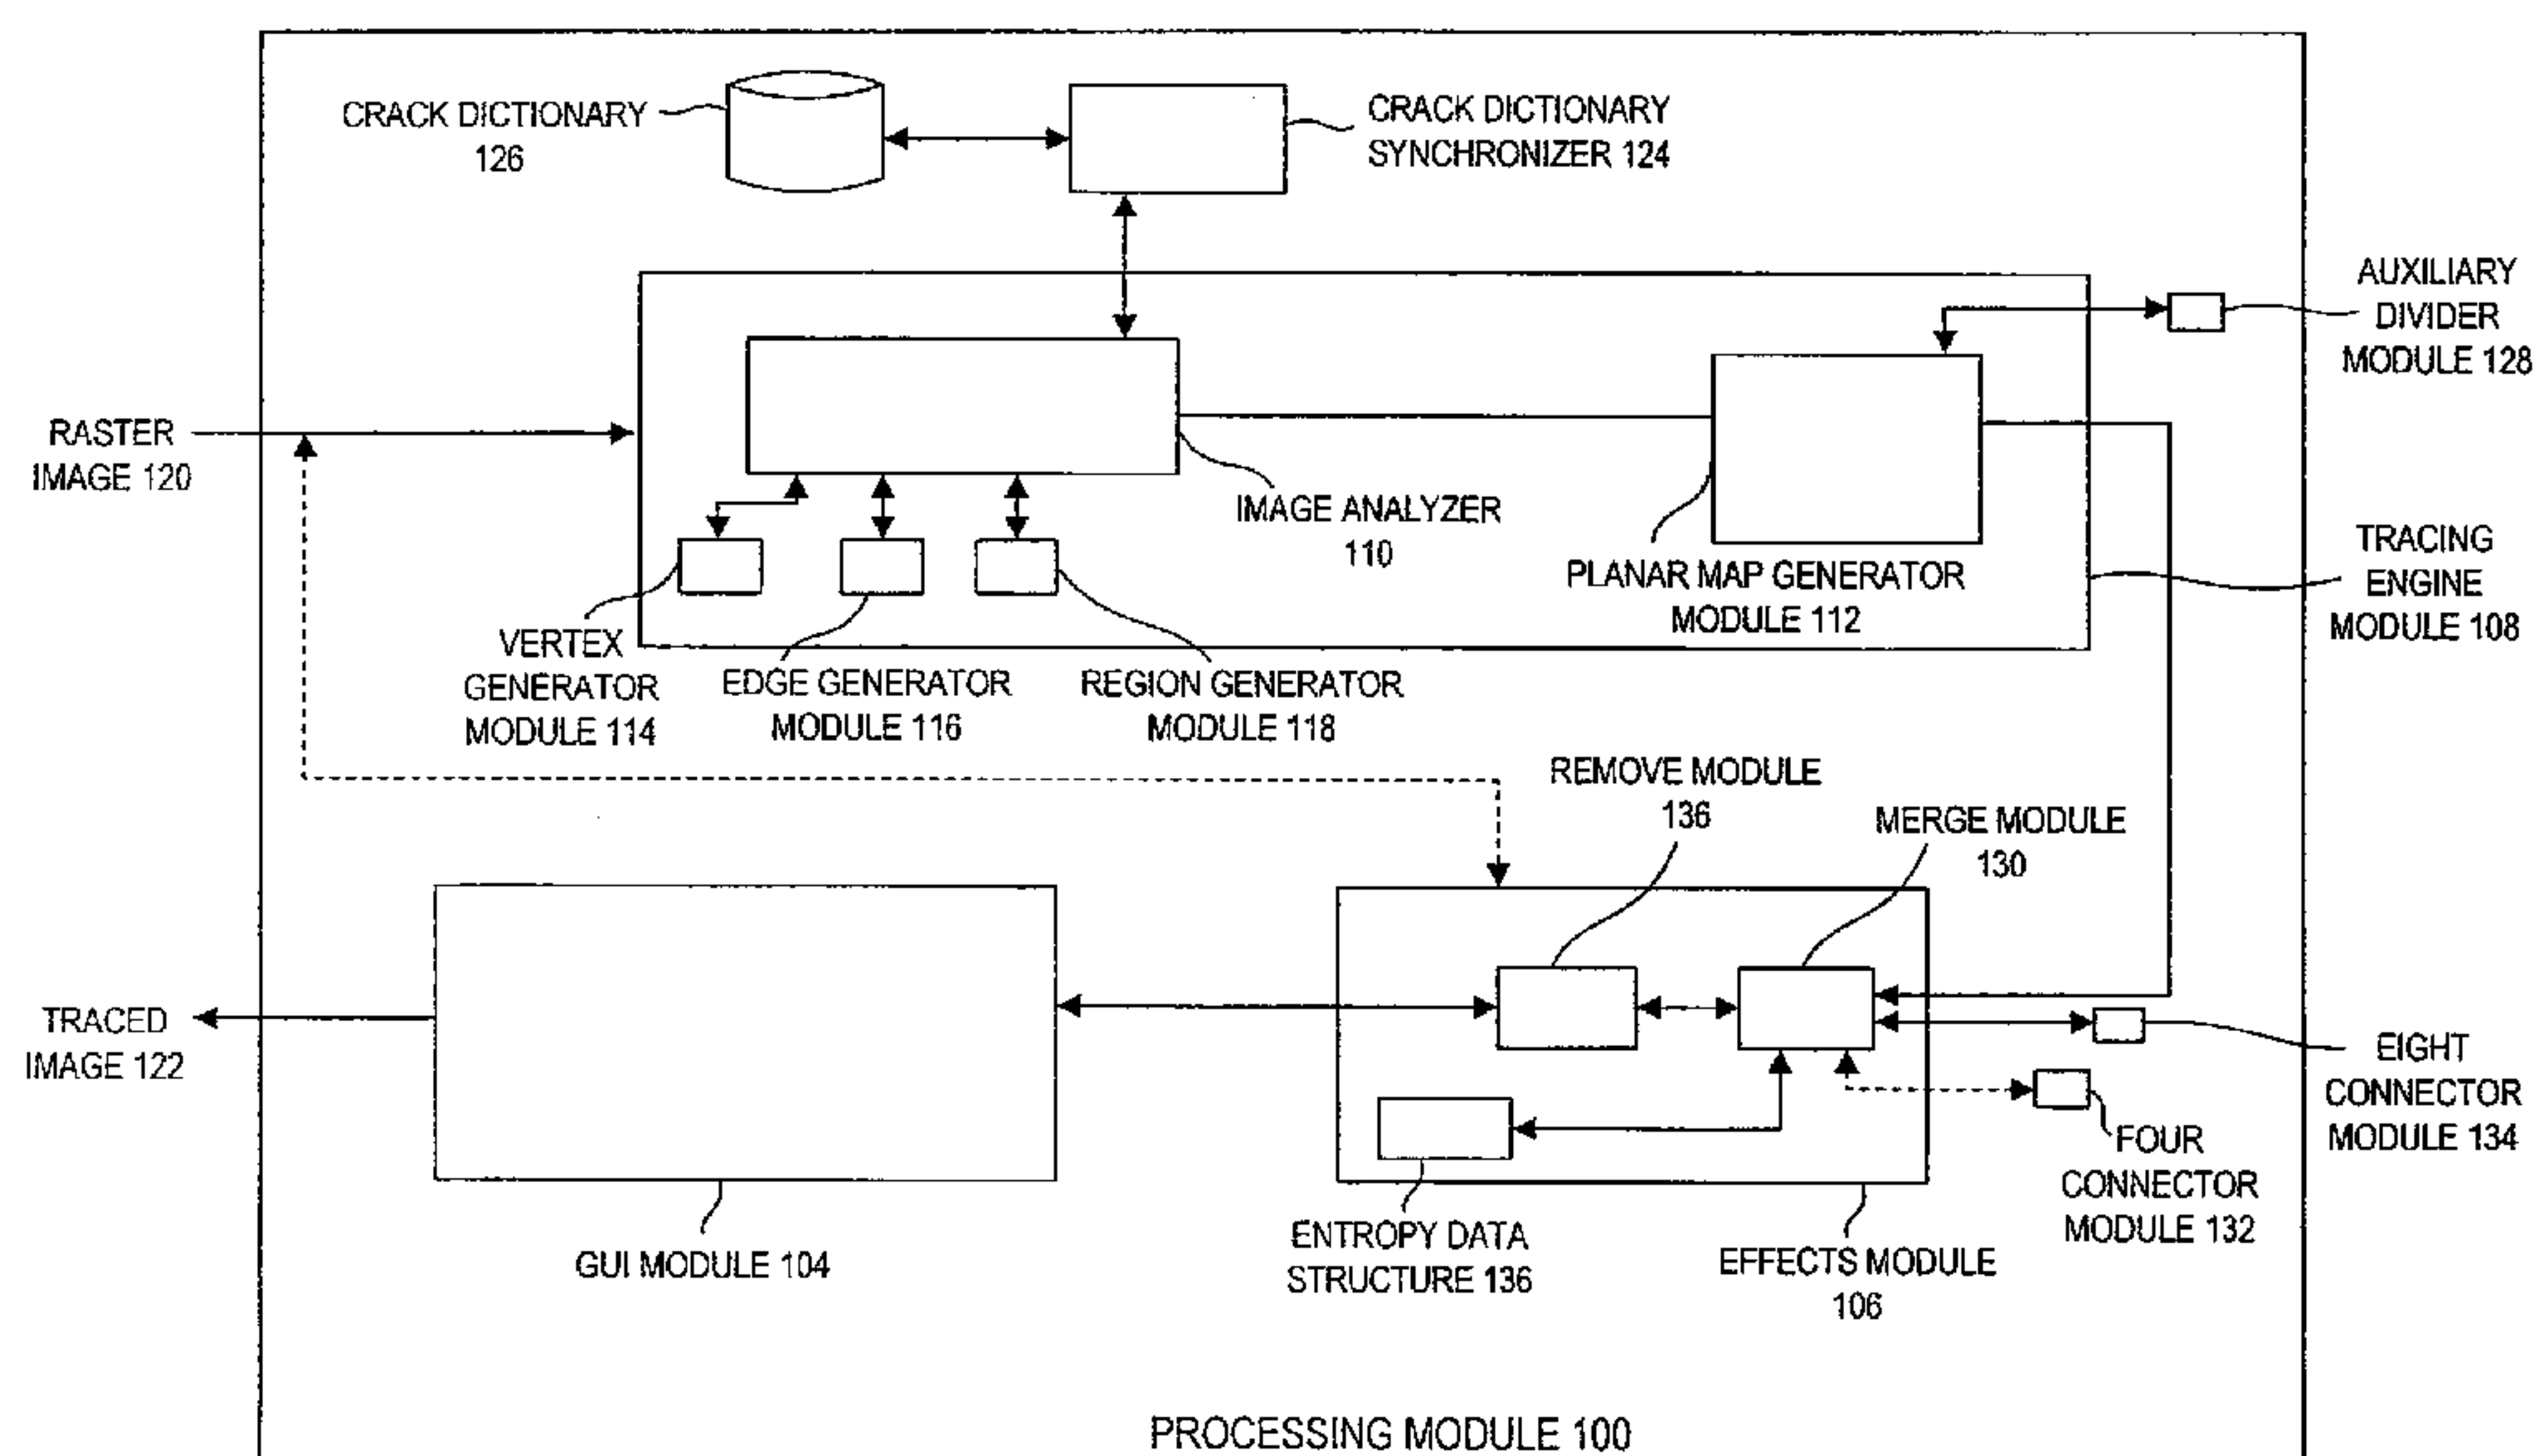 CRACK DICTIONARY
126
CRACK DICTIONARY
SYNCHRONIZER 124
AUXILIARY
DIVIDER
MODULE 128
RASTER
IMAGE 120
IMAGE ANALYZER
110
PLANAR MAP GENERATOR
MODULE 112
TRACING
ENGINE
MODULE 108
VERTEX
GENERATOR
MODULE 114
EDGE GENERATOR
MODULE 116
REGION GENERATOR
MODULE 118
REMOVE MODULE
136
MERGE MODULE
130
TRACED
IMAGE 122
EIGHT
CONNECTOR
MODULE 134
FOUR
CONNECTOR
MODULE 132
GUI MODULE 104
ENTROPY DATA
STRUCTURE 136
EFFECTS MODULE
106
PROCESSING MODULE 100